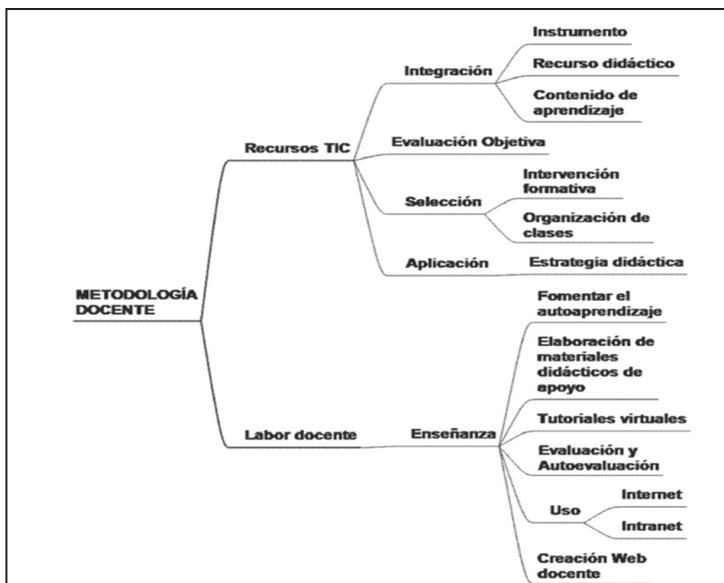 METODOLOGÍA
DOCENTE
Recursos TIC
Integración
Instrumento
Recurso didáctico
Contenido de
aprendizaje
Evaluación Objetiva
Selección
Intervención
formativa
Organización de
clases
Aplicación
Estrategia didáctica
Labor docente
Enseñanza
Fomentar el
autoaprendizaje
Elaboración de
materiales
didácticos de
apoyo
Tutoriales virtuales
Evaluación y
Autoevaluación
Uso
Internet
Intranet
Creación Web
docente